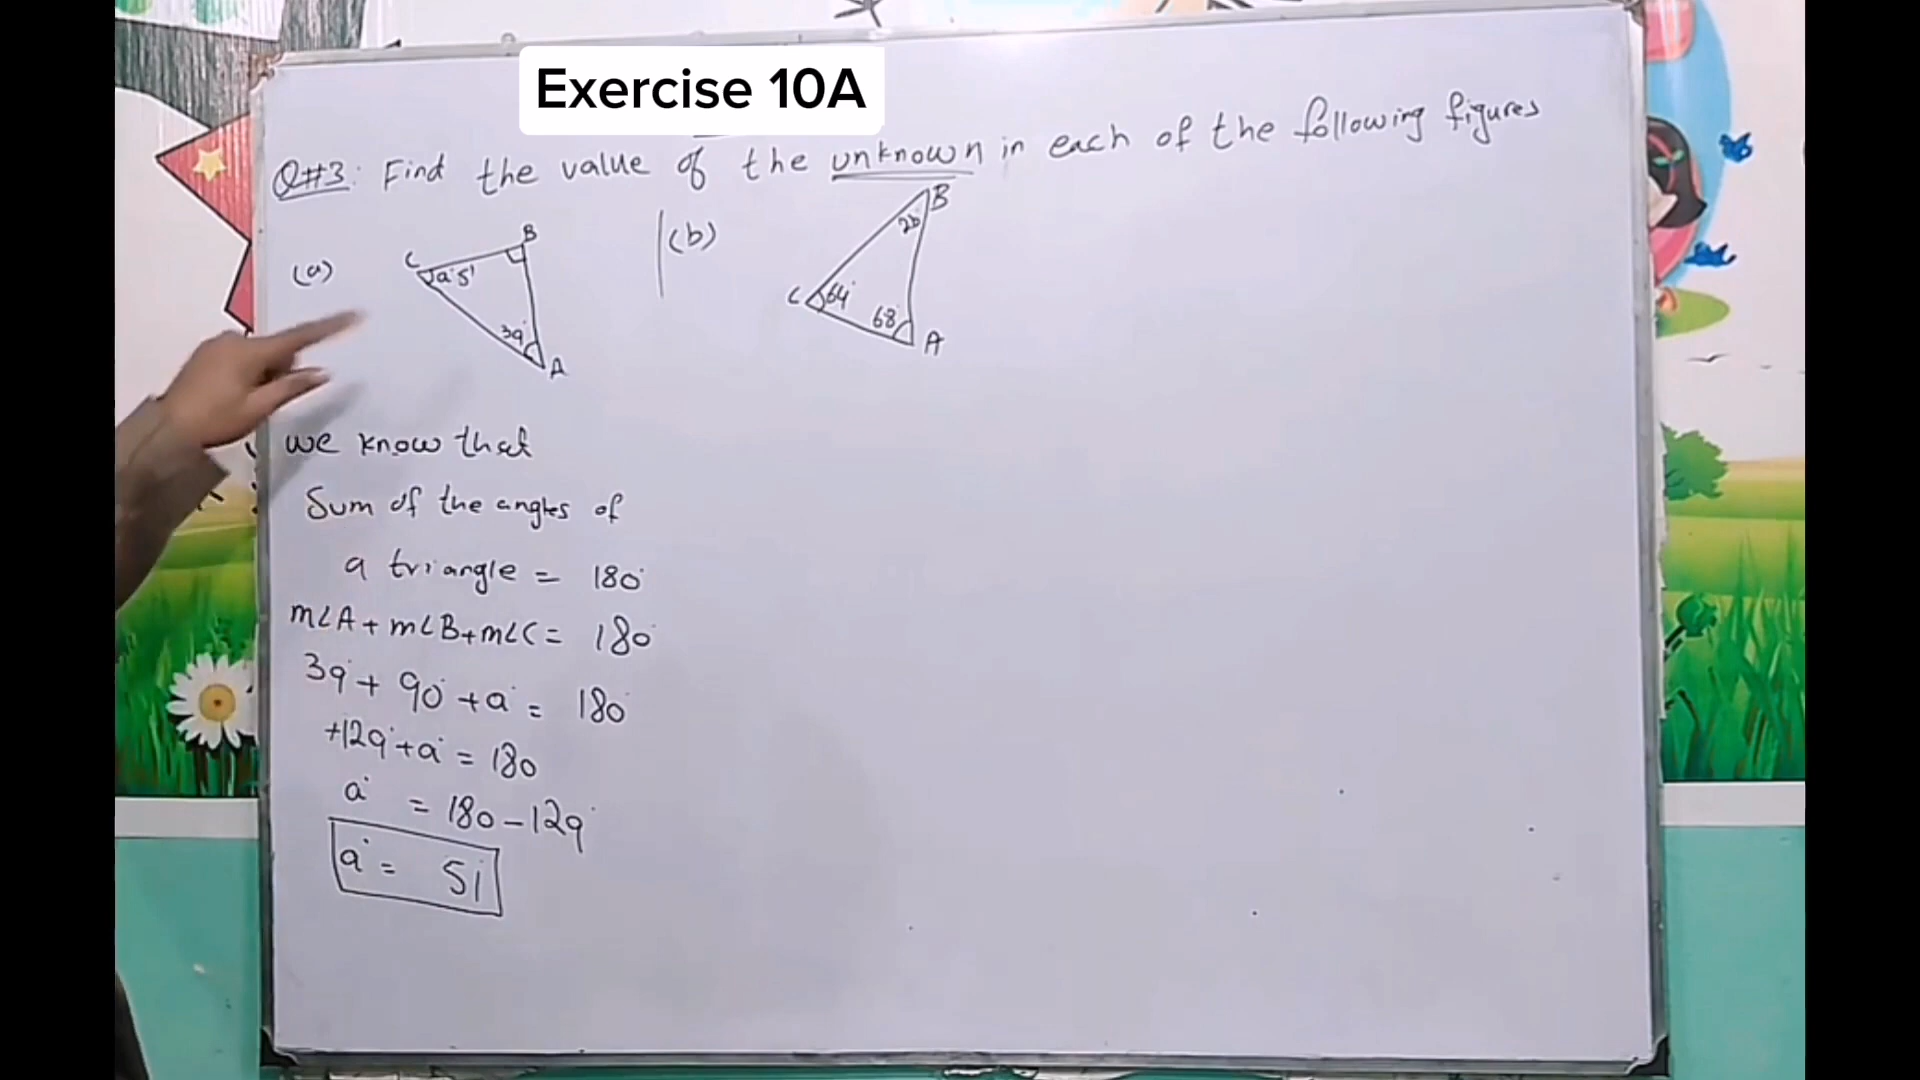 Exercise 10A
Q#3: Find the value of the unknown in each of the following figures
(a)
C
B
a° 51°
39°
A
(b)
B
2b
C
64°
68°
A
we know that
Sum of the angles of
a triangle = 180°
m∠A + m∠B + m∠C = 180°
39° + 90° + a° = 180°
+129° + a° = 180
a° = 180 - 129°
a° = 51°